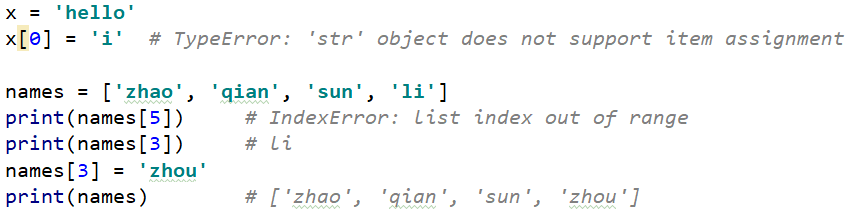 x = 'hello'
x[0] = 'i'  # TypeError: 'str' object does not support item assignment
names = ['zhao', 'qian', 'sun', 'li']
print(names[5])     # IndexError: list index out of range
print(names[3])     # li
names[3] = 'zhou'
print(names)        # ['zhao', 'qian', 'sun', 'zhou']